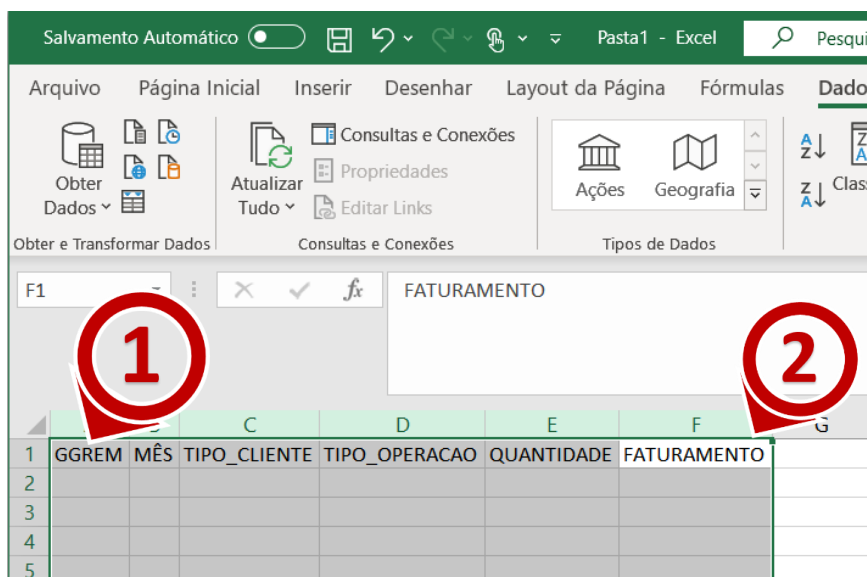 Salvamento Automático Pasta1 - Excel Pesqui
Arquivo Página Inicial Inserir Desenhar Layout da Página Fórmulas Dado
Obter Dados
Atualizar Tudo
Consultas e Conexões
Propriedades
Editar Links
Ações Geografia
Clas
Obter e Transformar Dados Consultas e Conexões Tipos de Dados
F1 fx FATURAMENTO
1 2
C D E F G
1 GGREM MÊS TIPO_CLIENTE TIPO_OPERACAO QUANTIDADE FATURAMENTO
2
3
4
5